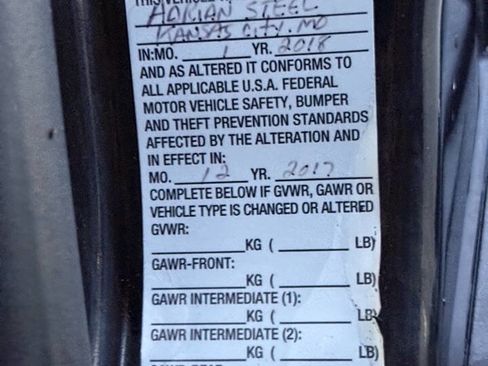 THIS VEHICLE
ADRIAN STEEL
KANSAS CITY, MO
IN: MO. 1 YR. 2018
AND AS ALTERED IT CONFORMS TO
ALL APPLICABLE U.S.A. FEDERAL
MOTOR VEHICLE SAFETY, BUMPER
AND THEFT PREVENTION STANDARDS
AFFECTED BY THE ALTERATION AND
IN EFFECT IN:
MO. 12 YR. 2017
COMPLETE BELOW IF GVWR, GAWR OR
VEHICLE TYPE IS CHANGED OR ALTERED
GVWR:
KG ( LB)
GAWR-FRONT:
KG ( LB)
GAWR INTERMEDIATE (1):
KG ( LB)
GAWR INTERMEDIATE (2):
KG ( LB)